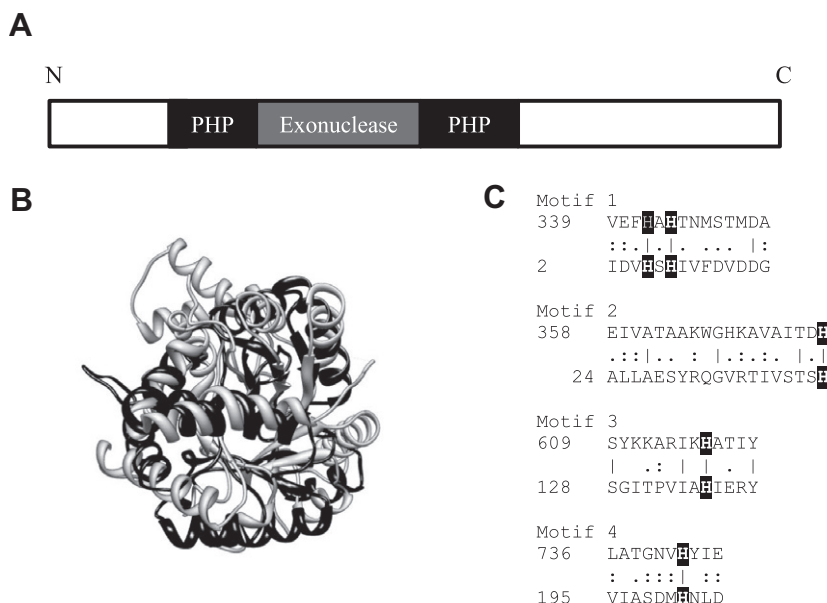 A
N C
PHP Exonuclease PHP
B
C
Motif 1
339 VEFHAHTNMSTMDA
::.|.|. ... |:
2 IDVHSHIVFDVDDG
Motif 2
358 EIVATAAKWGHKAVAITDH
.::|.. : |.:.:. |.|
24 ALLAESYRQGVRTIVSTSH
Motif 3
609 SYKKARIKHATIY
| .: | | . |
128 SGITPVIAHIERY
Motif 4
736 LATGNVHYIE
: .:::| ::
195 VIASDMHNLD